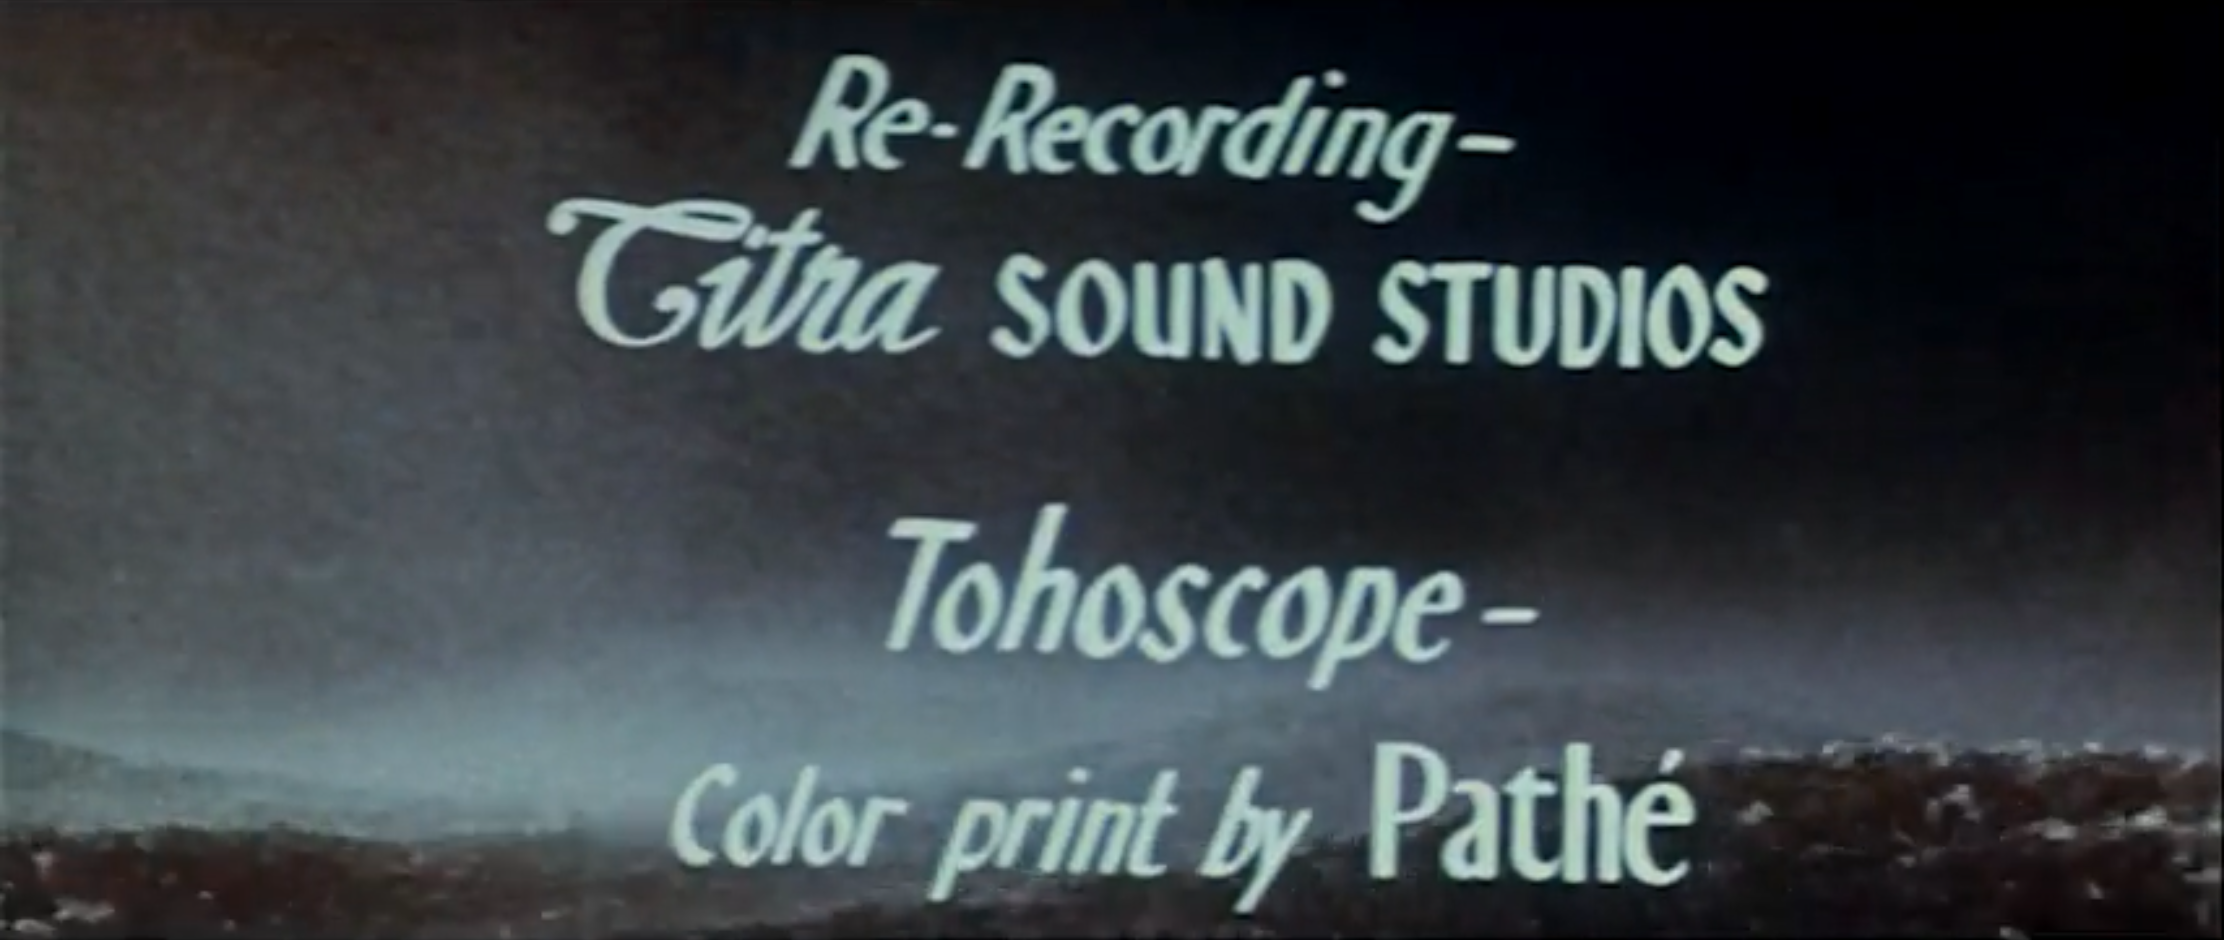 Re-Recording-
Titra SOUND STUDIOS
Tohoscope-
Color print by Pathé